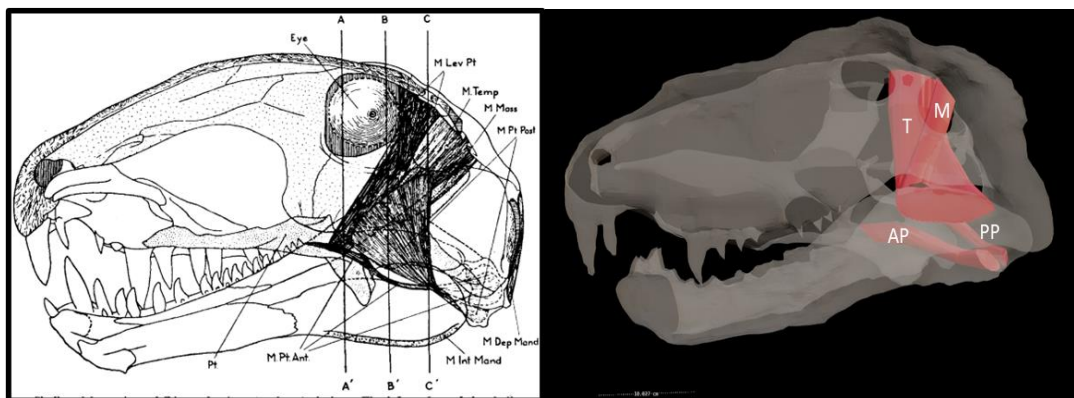 A B C
Eye
M Lev Pt
M. Temp
M Mass
M Pt Post
T M
AP PP
Pt.
M. Pt. Ant.
M Int Mand
M Dep Mand
A' B' C'